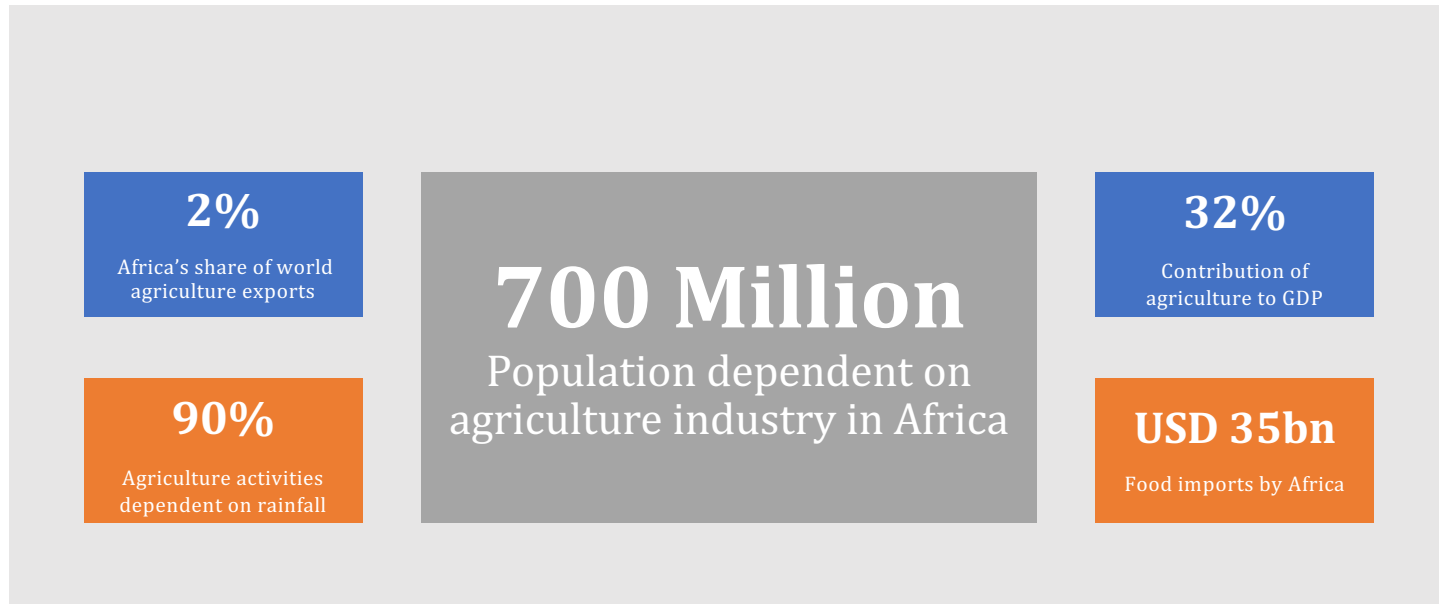 2%
Africa’s share of world
agriculture exports
90%
Agriculture activities
dependent on rainfall
700 Million
Population dependent on
agriculture industry in Africa
32%
Contribution of
agriculture to GDP
USD 35bn
Food imports by Africa